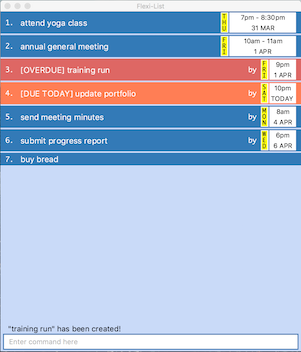 Flexi-List
1. attend yoga class THU 7pm - 8:30pm
31 MAR
2. annual general meeting FRI 10am - 11am
1 APR
3. [OVERDUE] training run by FRI 9pm
1 APR
4. [DUE TODAY] update portfolio by SAT 10pm
TODAY
5. send meeting minutes by MON 8am
4 APR
6. submit progress report by WED 6pm
6 APR
7. buy bread
"training run" has been created!
Enter command here